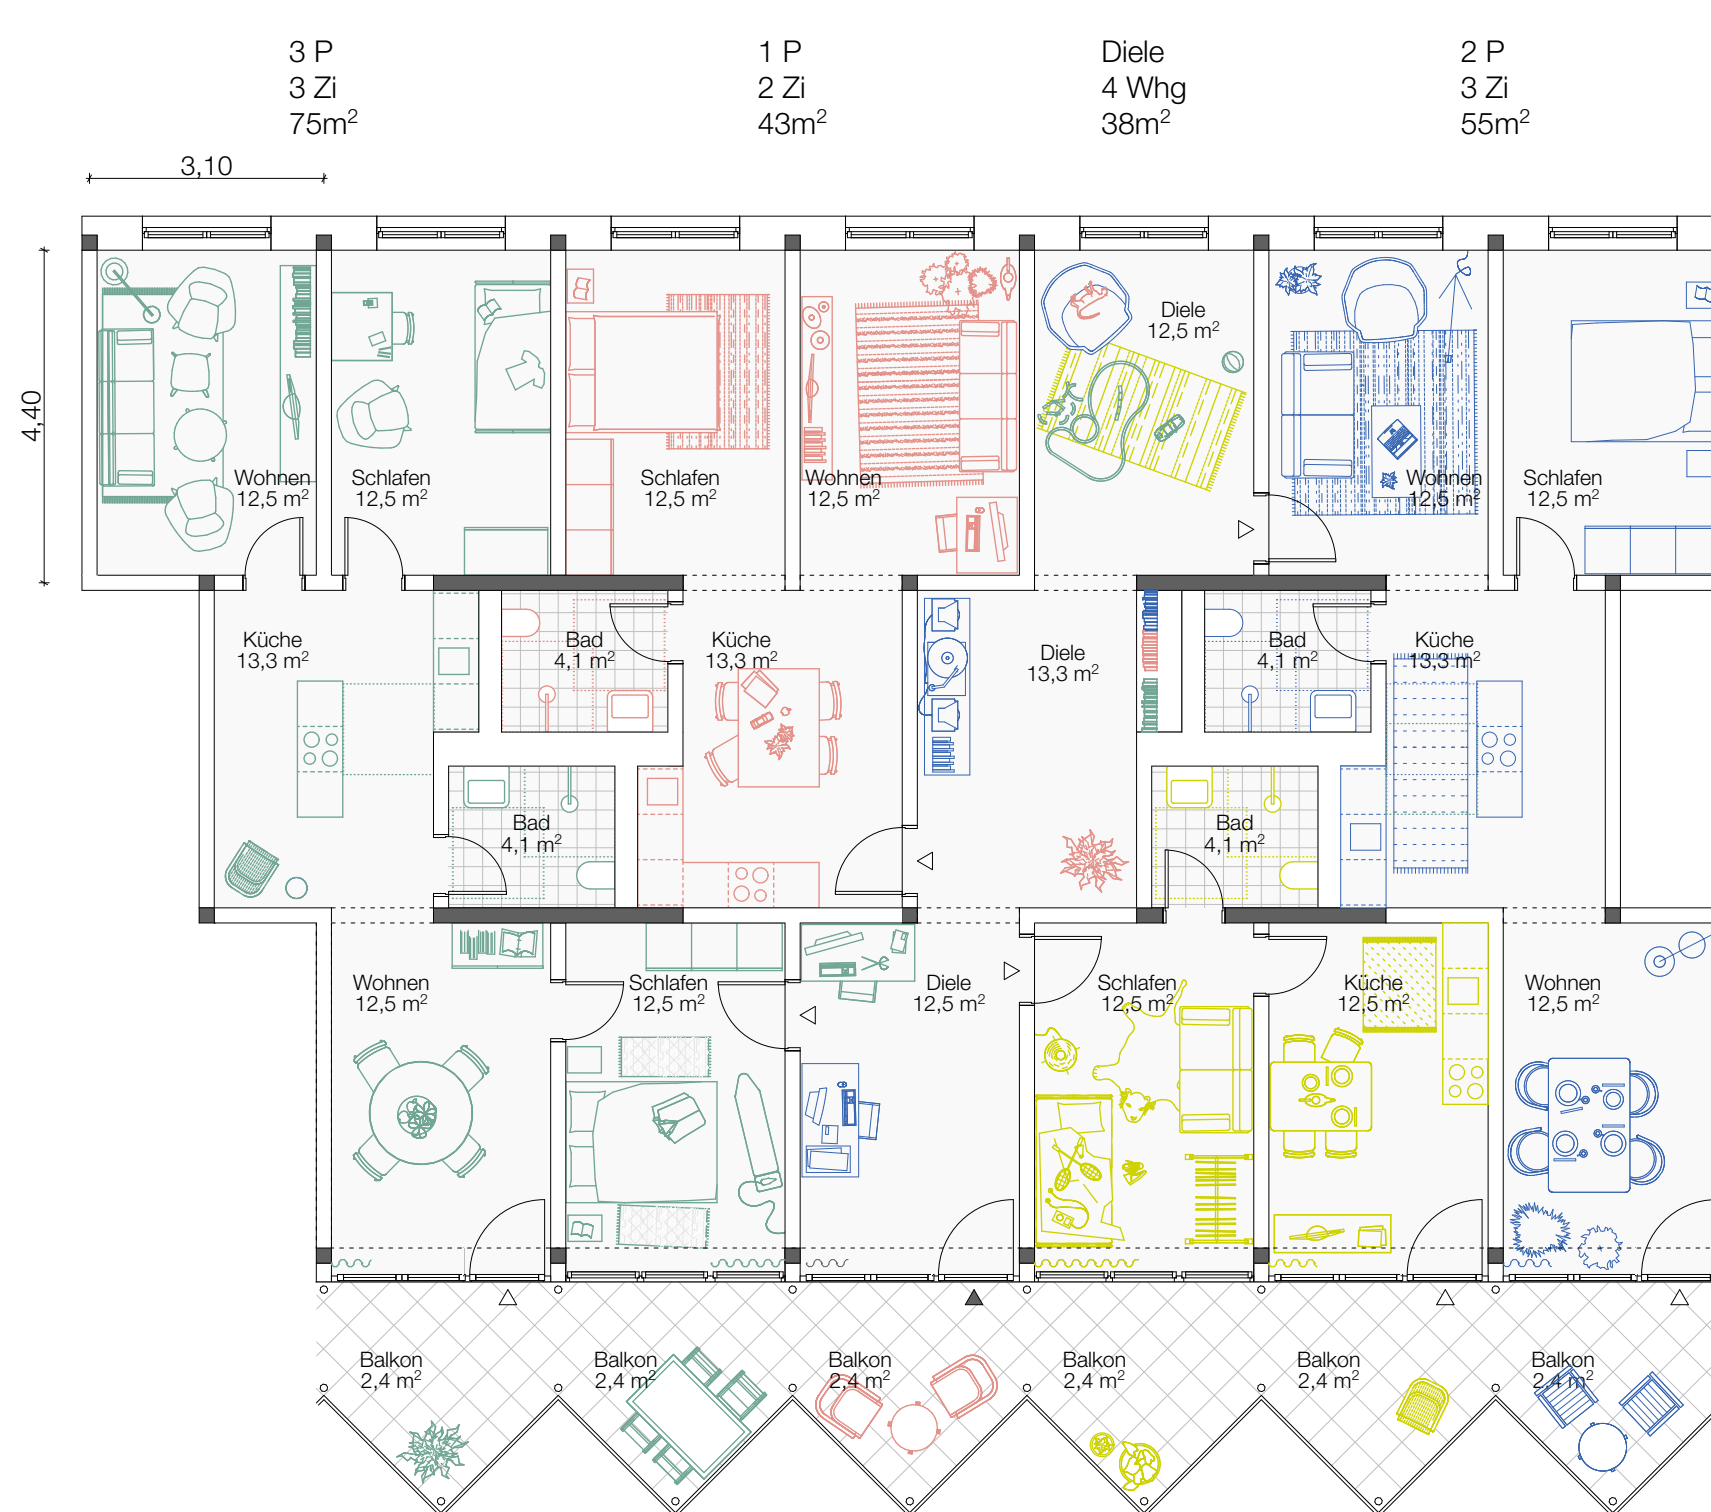 3 P
3 Zi
75m²
1 P
2 Zi
43m²
Diele
4 Whg
38m²
2 P
3 Zi
55m²
3,10
4,40
Diele
12,5 m²
Wohnen
12,5 m²
Schlafen
12,5 m²
Schlafen
12,5 m²
Wohnen
12,5 m²
Wohnen
12,5 m²
Schlafen
12,5 m²
Küche
13,3 m²
Bad
4,1 m²
Küche
13,3 m²
Diele
13,3 m²
Bad
4,1 m²
Küche
13,3 m²
Bad
4,1 m²
Bad
4,1 m²
Wohnen
12,5 m²
Schlafen
12,5 m²
Diele
12,5 m²
Schlafen
12,5 m²
Küche
12,5 m²
Wohnen
12,5 m²
Balkon
2,4 m²
Balkon
2,4 m²
Balkon
2,4 m²
Balkon
2,4 m²
Balkon
2,4 m²
Balkon
2,4 m²